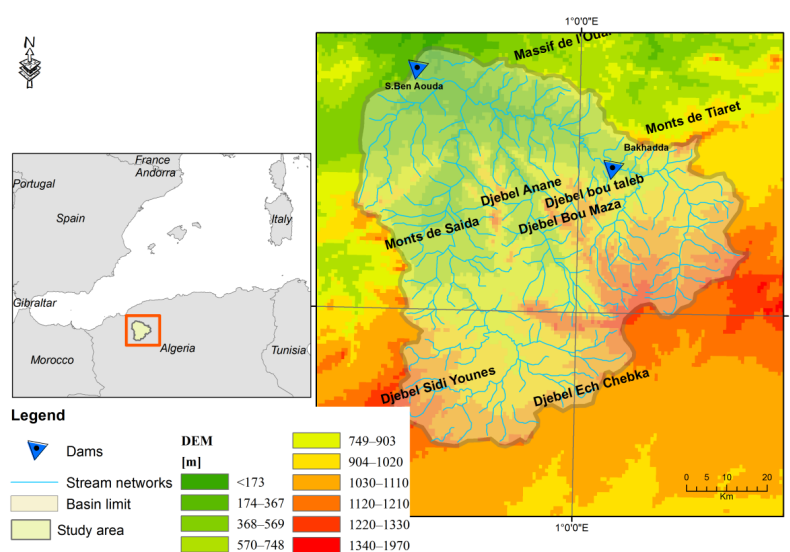 1°0'0"E
N
Massif de l'Ouar
S.Ben Aouda
Monts de Tiaret
Bakhadda
France
Andorra
Portugal
Spain
Italy
Djebel Anane
Djebel bou taleb
Djebel Bou Maza
Monts de Saida
Gibraltar
Morocco
Algeria
Tunisia
Djebel Sidi Younes
Djebel Ech Chebka
Legend
Dams
Stream networks
Basin limit
Study area
DEM
[m]
<173
174–367
368–569
570–748
749–903
904–1020
1030–1110
1120–1210
1220–1330
1340–1970
0 5 10 20
Km
1°0'0"E